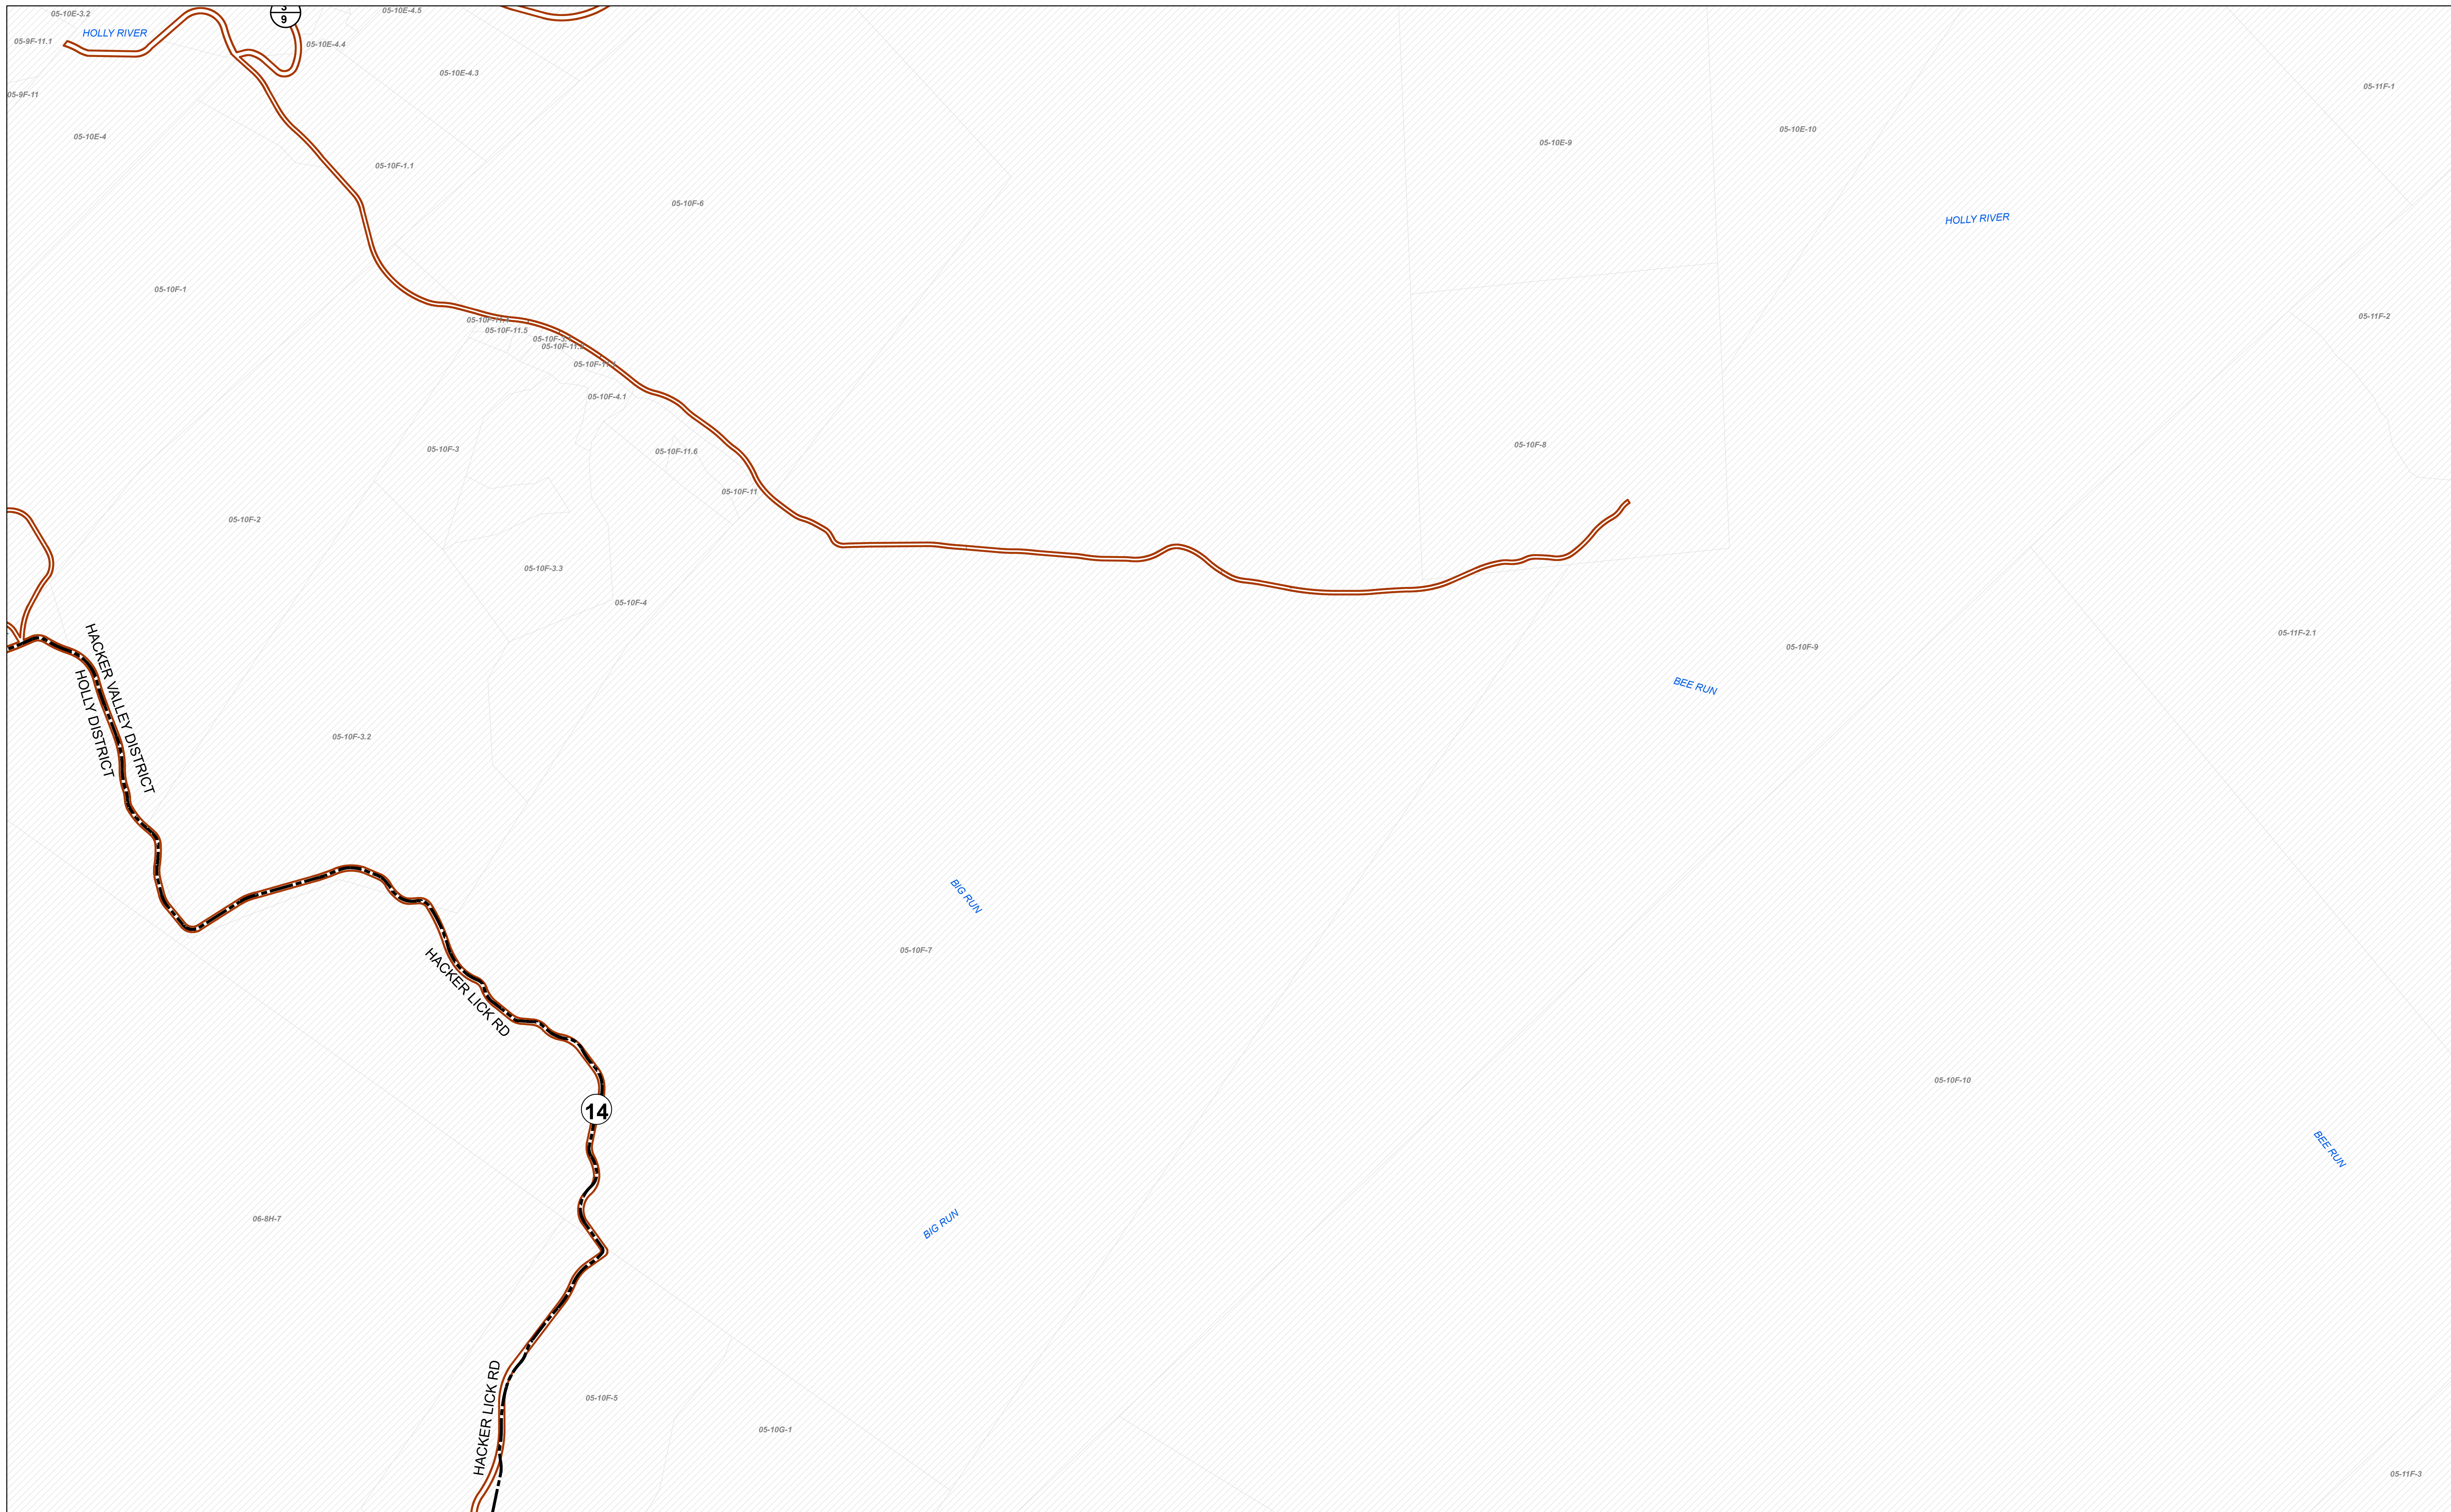 3
9
05-10E-3.2
05-10E-4.5
HOLLY RIVER
05-9F-11.1
05-10E-4.4
05-10E-4.3
05-11F-1
05-9F-11
05-10E-10
05-10E-4
05-10E-9
05-10F-1.1
05-10F-6
HOLLY RIVER
05-10F-1
05-11F-2
05-10F-11.5
05-10F-4.1
05-10F-8
05-10F-3
05-10F-11.6
05-10F-11
05-10F-2
05-10F-3.3
05-10F-4
05-11F-2.1
05-10F-9
HACKER VALLEY DISTRICT
HOLLY DISTRICT
BEE RUN
05-10F-3.2
BIG RUN
05-10F-7
HACKER LICK RD
05-10F-10
14
BEE RUN
06-8H-7
BIG RUN
05-10F-5
HACKER LICK RD
05-10G-1
05-11F-3